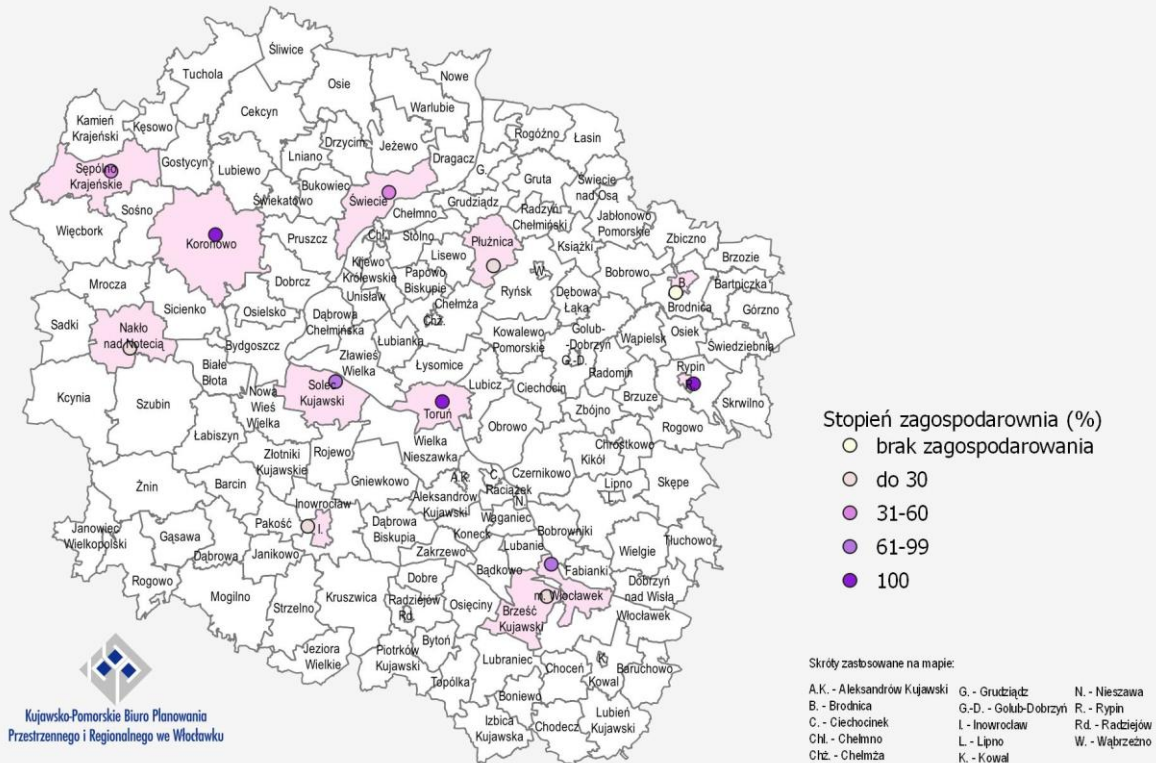 Śliwice
Tuchola
Nowe
Osie
Cekcyn
Warlubie
Kamień
Krajeński
Kęsowo
Rogóźno
Łasin
Drzycim
Jeżewo
Gostycyn
Lniano
Dragacz
Lubiewo
G.
Sępólno
Krajeńskie
Bukowiec
Gruta
Świecie
nad Osą
Świekatowo
Świecie
Grudziądz
Sośno
Chełmno
Radzyń
Chełmiński
Jabłonowo
Pomorskie
Więcbork
Koronowo
Pruszcz
Chł.
Stolno
Płużnica
Książki
Zbiczno
Lisewo
Brzozie
Kijewo
Królewskie
Papowo
Biskupie
W.
Bobrowo
Mrocza
Dobrcz
Unisław
B.
Bartniczka
Ryńsk
Dębowa
Łąka
Sicienko
Osielsko
Chełmża
Brodnica
Górzno
Sadki
Dąbrowa
Chełmińska
Chż.
Nakło
nad Notecią
Kowalewo
Pomorskie
Golub-
-Dobrzyń
Wąpielsk
Osiek
Łubianka
Świedziebnia
Bydgoszcz
Zławieś
Wielka
G.-D.
Białe
Błota
Łysomice
Radomin
Rypin
Kcynia
Solec
Kujawski
Lubicz
Ciechocin
R.
Szubin
Nowa
Wieś
Wielka
Toruń
Brzuze
Skrwilno
Zbójno
Łabiszyn
Obrowo
Rogowo
Wielka
Nieszawka
Złotniki
Kujawskie
Rojewo
Chrostkowo
Kikół
Czernikowo
Żnin
Barcin
Gniewkowo
A.K.
C.
Raciążek
Lipno
L.
Skępe
Aleksandrów
Kujawski
N.
Inowrocław
I.
Janowiec
Wielkopolski
Pakość
Dąbrowa
Biskupia
Waganiec
Gąsawa
Koneck
Bobrowniki
Tłuchowo
Dąbrowa
Janikowo
Zakrzewo
Lubanie
Wielgie
Rogowo
Bądkowo
Fabianki
Dobre
Dobrzyń
nad Wisłą
Mogilno
Kruszwica
Radziejów
Rd.
Osięciny
m. Włocławek
Strzelno
Brześć
Kujawski
Włocławek
Jeziora
Wielkie
Piotrków
Kujawski
Bytoń
Lubraniec
K.
Kowal
Choceń
Baruchowo
Topólka
Boniewo
Izbica
Kujawska
Chodecz
Lubień
Kujawski
Stopień zagospodarownia (%)
brak zagospodarowania
do 30
31-60
61-99
100
Kujawsko-Pomorskie Biuro Planowania
Przestrzennego i Regionalnego we Włocławku
Skróty zastosowane na mapie:
A.K. - Aleksandrów Kujawski
B. - Brodnica
C. - Ciechocinek
Chł. - Chełmno
Chż. - Chełmża
G. - Grudziądz
G.-D. - Golub-Dobrzyń
I. - Inowrocław
L. - Lipno
K. - Kowal
N. - Nieszawa
R. - Rypin
Rd. - Radziejów
W. - Wąbrzeźno